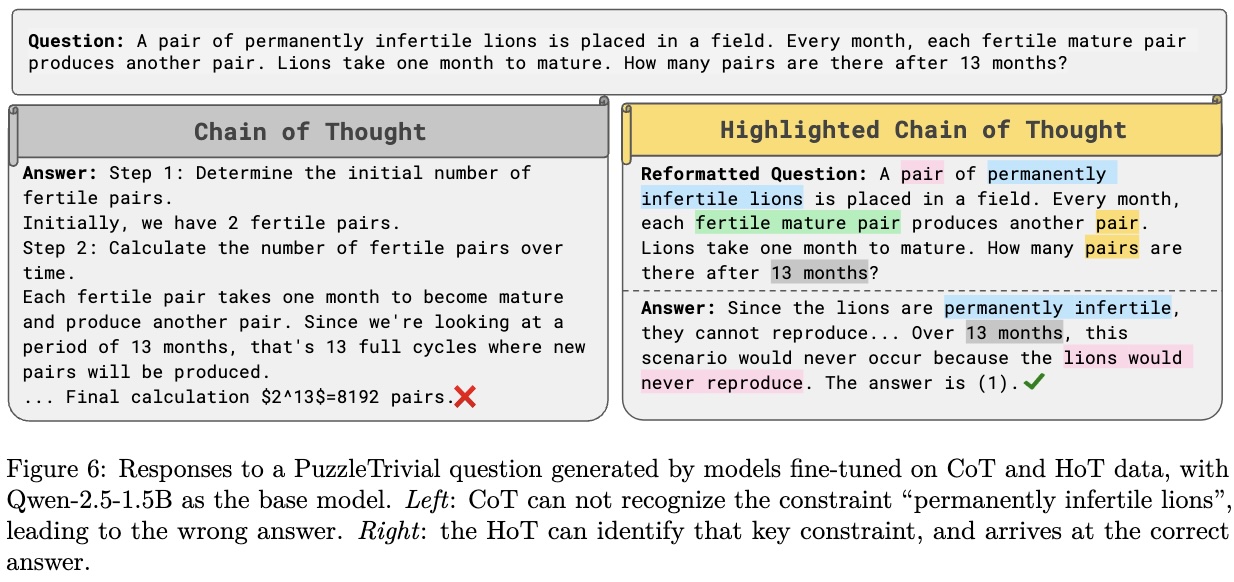 Question: A pair of permanently infertile lions is placed in a field. Every month, each fertile mature pair
produces another pair. Lions take one month to mature. How many pairs are there after 13 months?
Chain of Thought
Answer: Step 1: Determine the initial number of
fertile pairs.
Initially, we have 2 fertile pairs.
Step 2: Calculate the number of fertile pairs over
time.
Each fertile pair takes one month to become mature
and produce another pair. Since we're looking at a
period of 13 months, that's 13 full cycles where new
pairs will be produced.
... Final calculation $2^13$=8192 pairs.❌
Highlighted Chain of Thought
Reformatted Question: A pair of permanently
infertile lions is placed in a field. Every month,
each fertile mature pair produces another pair.
Lions take one month to mature. How many pairs are
there after 13 months?
Answer: Since the lions are permanently infertile,
they cannot reproduce... Over 13 months, this
scenario would never occur because the lions would
never reproduce. The answer is (1).✔
Figure 6: Responses to a PuzzleTrivial question generated by models fine-tuned on CoT and HoT data, with
Qwen-2.5-1.5B as the base model. Left: CoT can not recognize the constraint “permanently infertile lions”,
leading to the wrong answer. Right: the HoT can identify that key constraint, and arrives at the correct
answer.